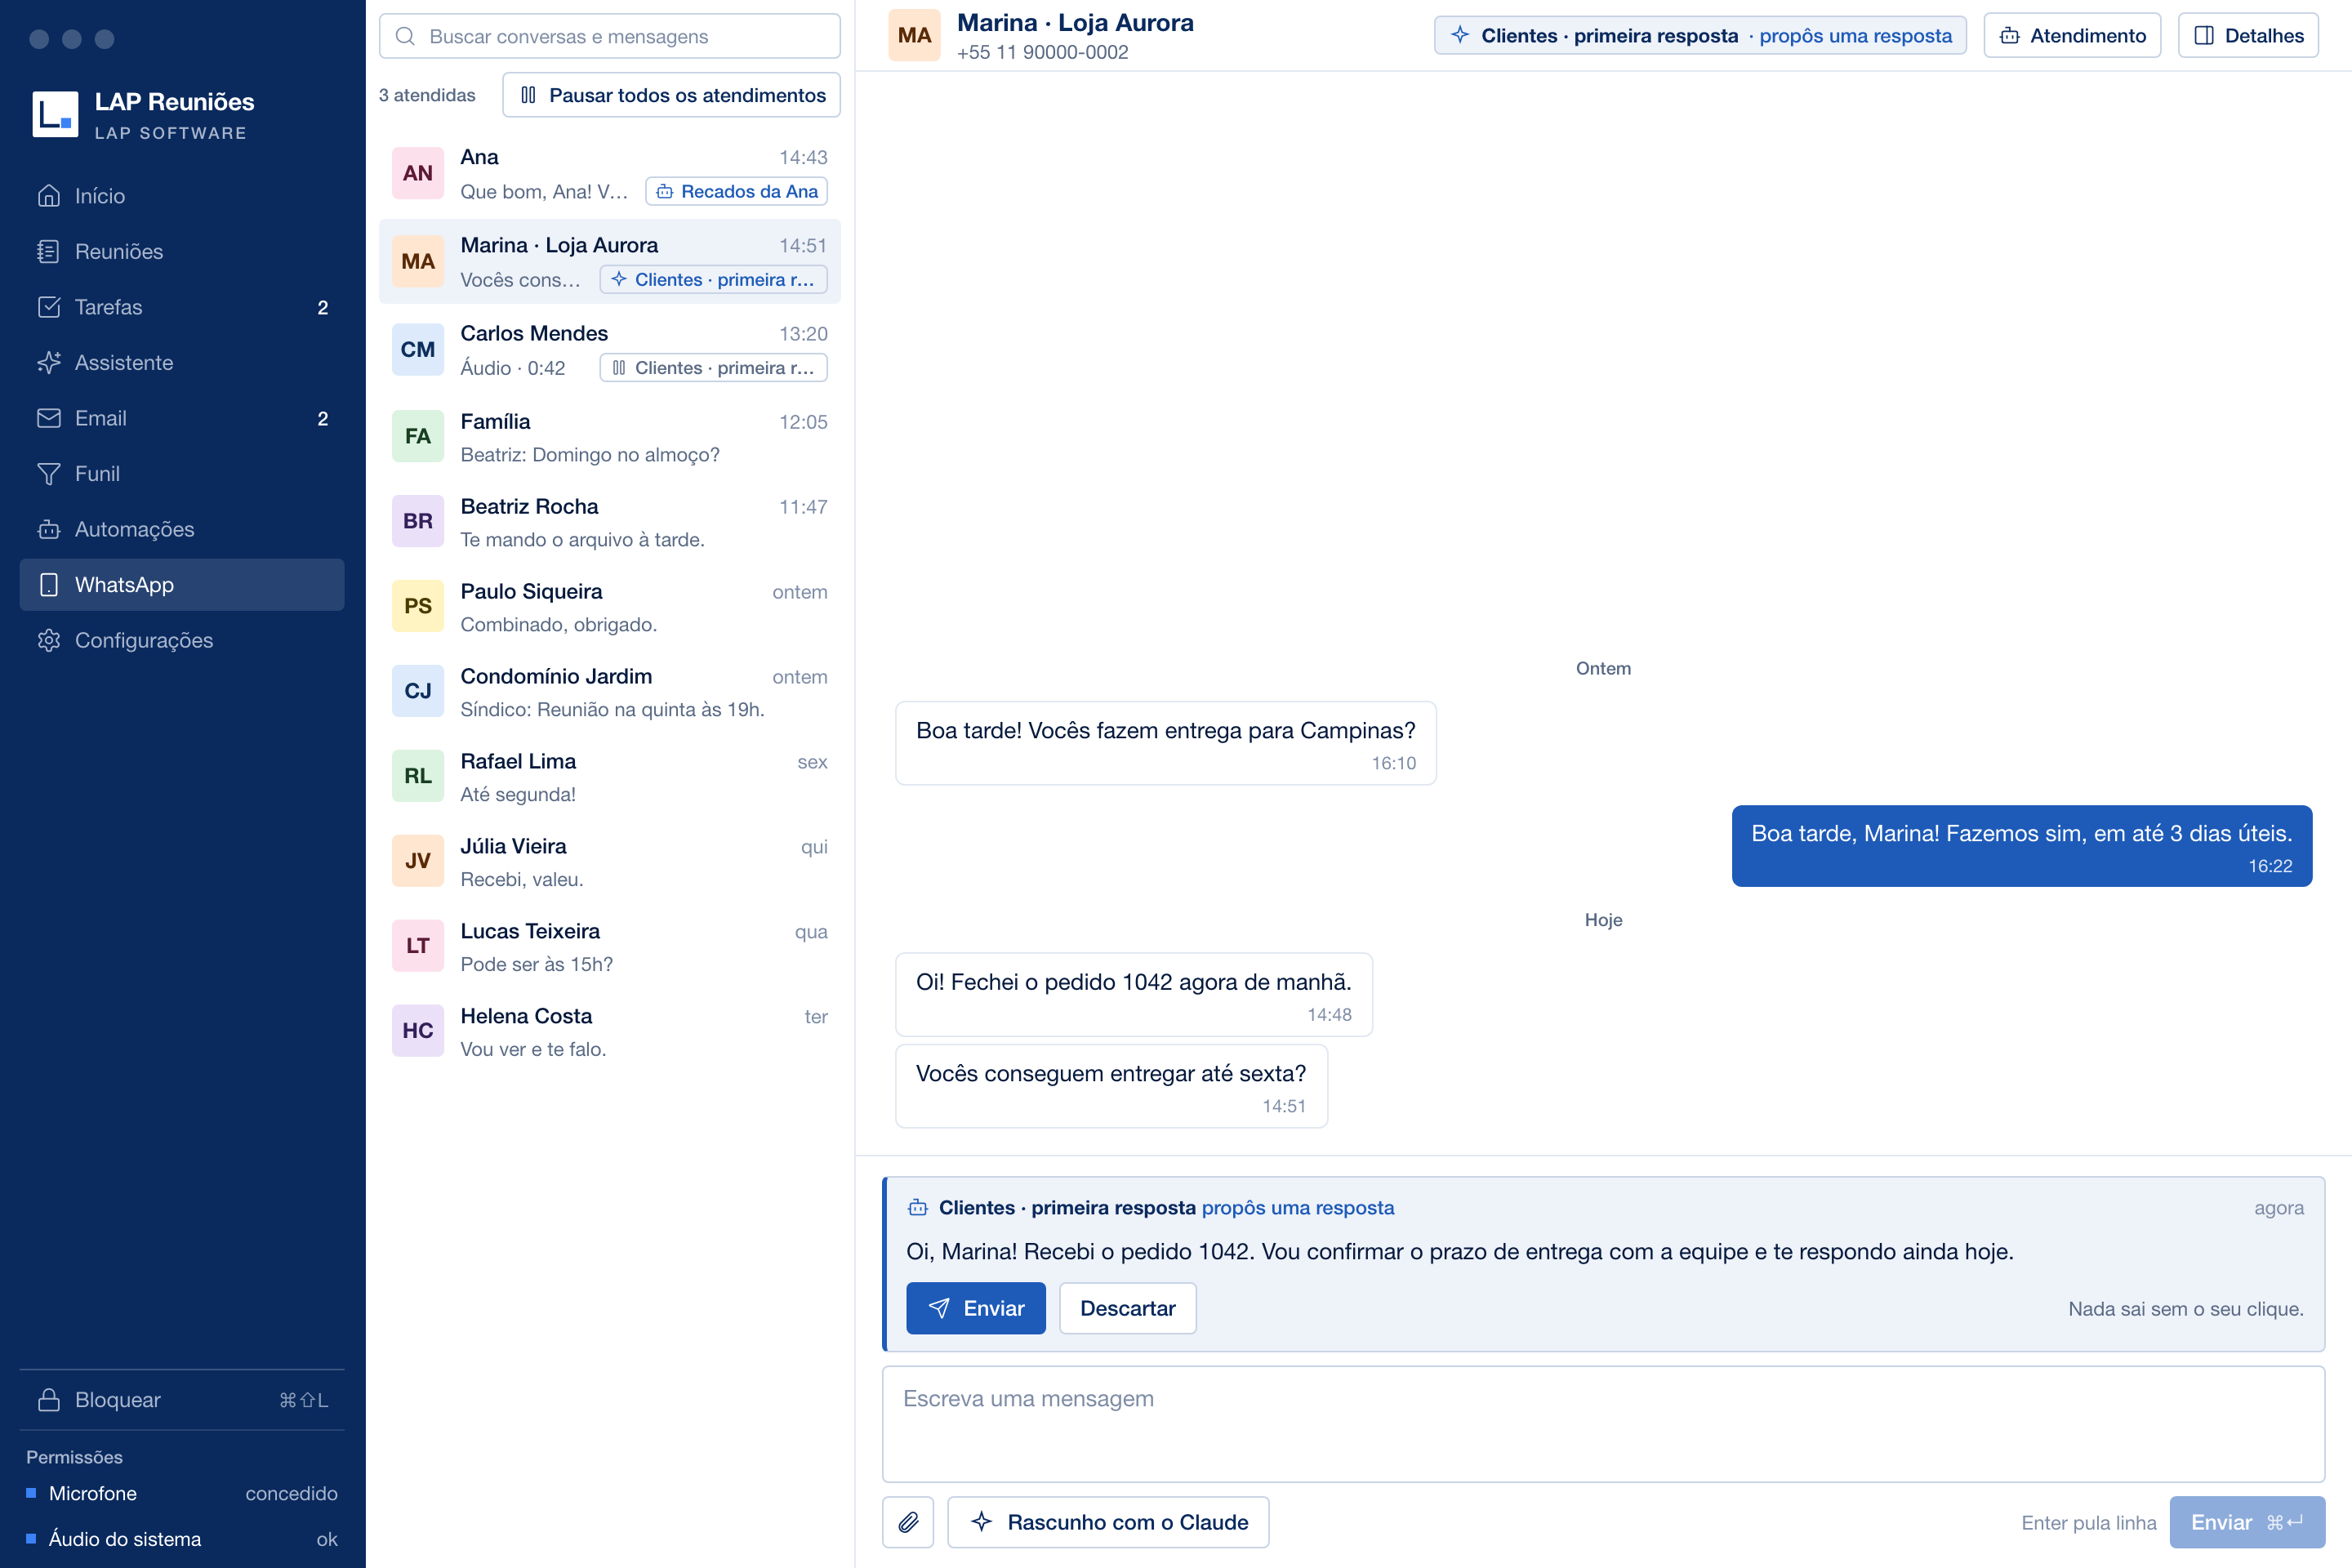 LAP Reuniões
LAP SOFTWARE
Início
Reuniões
Tarefas 2
Assistente
Email 2
Funil
Automações
WhatsApp
Configurações
Bloquear ⌘⇧L
Permissões
Microfone concedido
Áudio do sistema ok
Buscar conversas e mensagens
3 atendidas
Pausar todos os atendimentos
AN
Ana 14:43
Que bom, Ana! V… Recados da Ana
MA
Marina · Loja Aurora 14:51
Vocês cons… Clientes · primeira r…
CM
Carlos Mendes 13:20
Áudio · 0:42 Clientes · primeira r…
FA
Família 12:05
Beatriz: Domingo no almoço?
BR
Beatriz Rocha 11:47
Te mando o arquivo à tarde.
PS
Paulo Siqueira ontem
Combinado, obrigado.
CJ
Condomínio Jardim ontem
Síndico: Reunião na quinta às 19h.
RL
Rafael Lima sex
Até segunda!
JV
Júlia Vieira qui
Recebi, valeu.
LT
Lucas Teixeira qua
Pode ser às 15h?
HC
Helena Costa ter
Vou ver e te falo.
MA
Marina · Loja Aurora
+55 11 90000-0002
Clientes · primeira resposta · propôs uma resposta
Atendimento
Detalhes
Ontem
Boa tarde! Vocês fazem entrega para Campinas?
16:10
Boa tarde, Marina! Fazemos sim, em até 3 dias úteis.
16:22
Hoje
Oi! Fechei o pedido 1042 agora de manhã.
14:48
Vocês conseguem entregar até sexta?
14:51
Clientes · primeira resposta propôs uma resposta agora
Oi, Marina! Recebi o pedido 1042. Vou confirmar o prazo de entrega com a equipe e te respondo ainda hoje.
Enviar
Descartar
Nada sai sem o seu clique.
Escreva uma mensagem
Rascunho com o Claude
Enter pula linha
Enviar ⌘↵